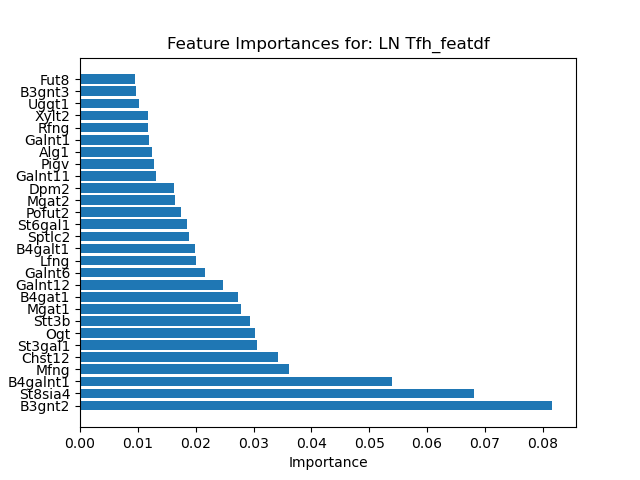 Feature Importances for: LN Tfh_featdf
Fut8
B3gnt3
Uggt1
Xylt2
Rfng
Galnt1
Alg1
Pigv
Galnt11
Dpm2
Mgat2
Pofut2
St6gal1
Sptlc2
B4galt1
Lfng
Galnt6
Galnt12
B4gat1
Mgat1
Stt3b
Ogt
St3gal1
Chst12
Mfng
B4galnt1
St8sia4
B3gnt2
0.00 0.01 0.02 0.03 0.04 0.05 0.06 0.07 0.08
Importance